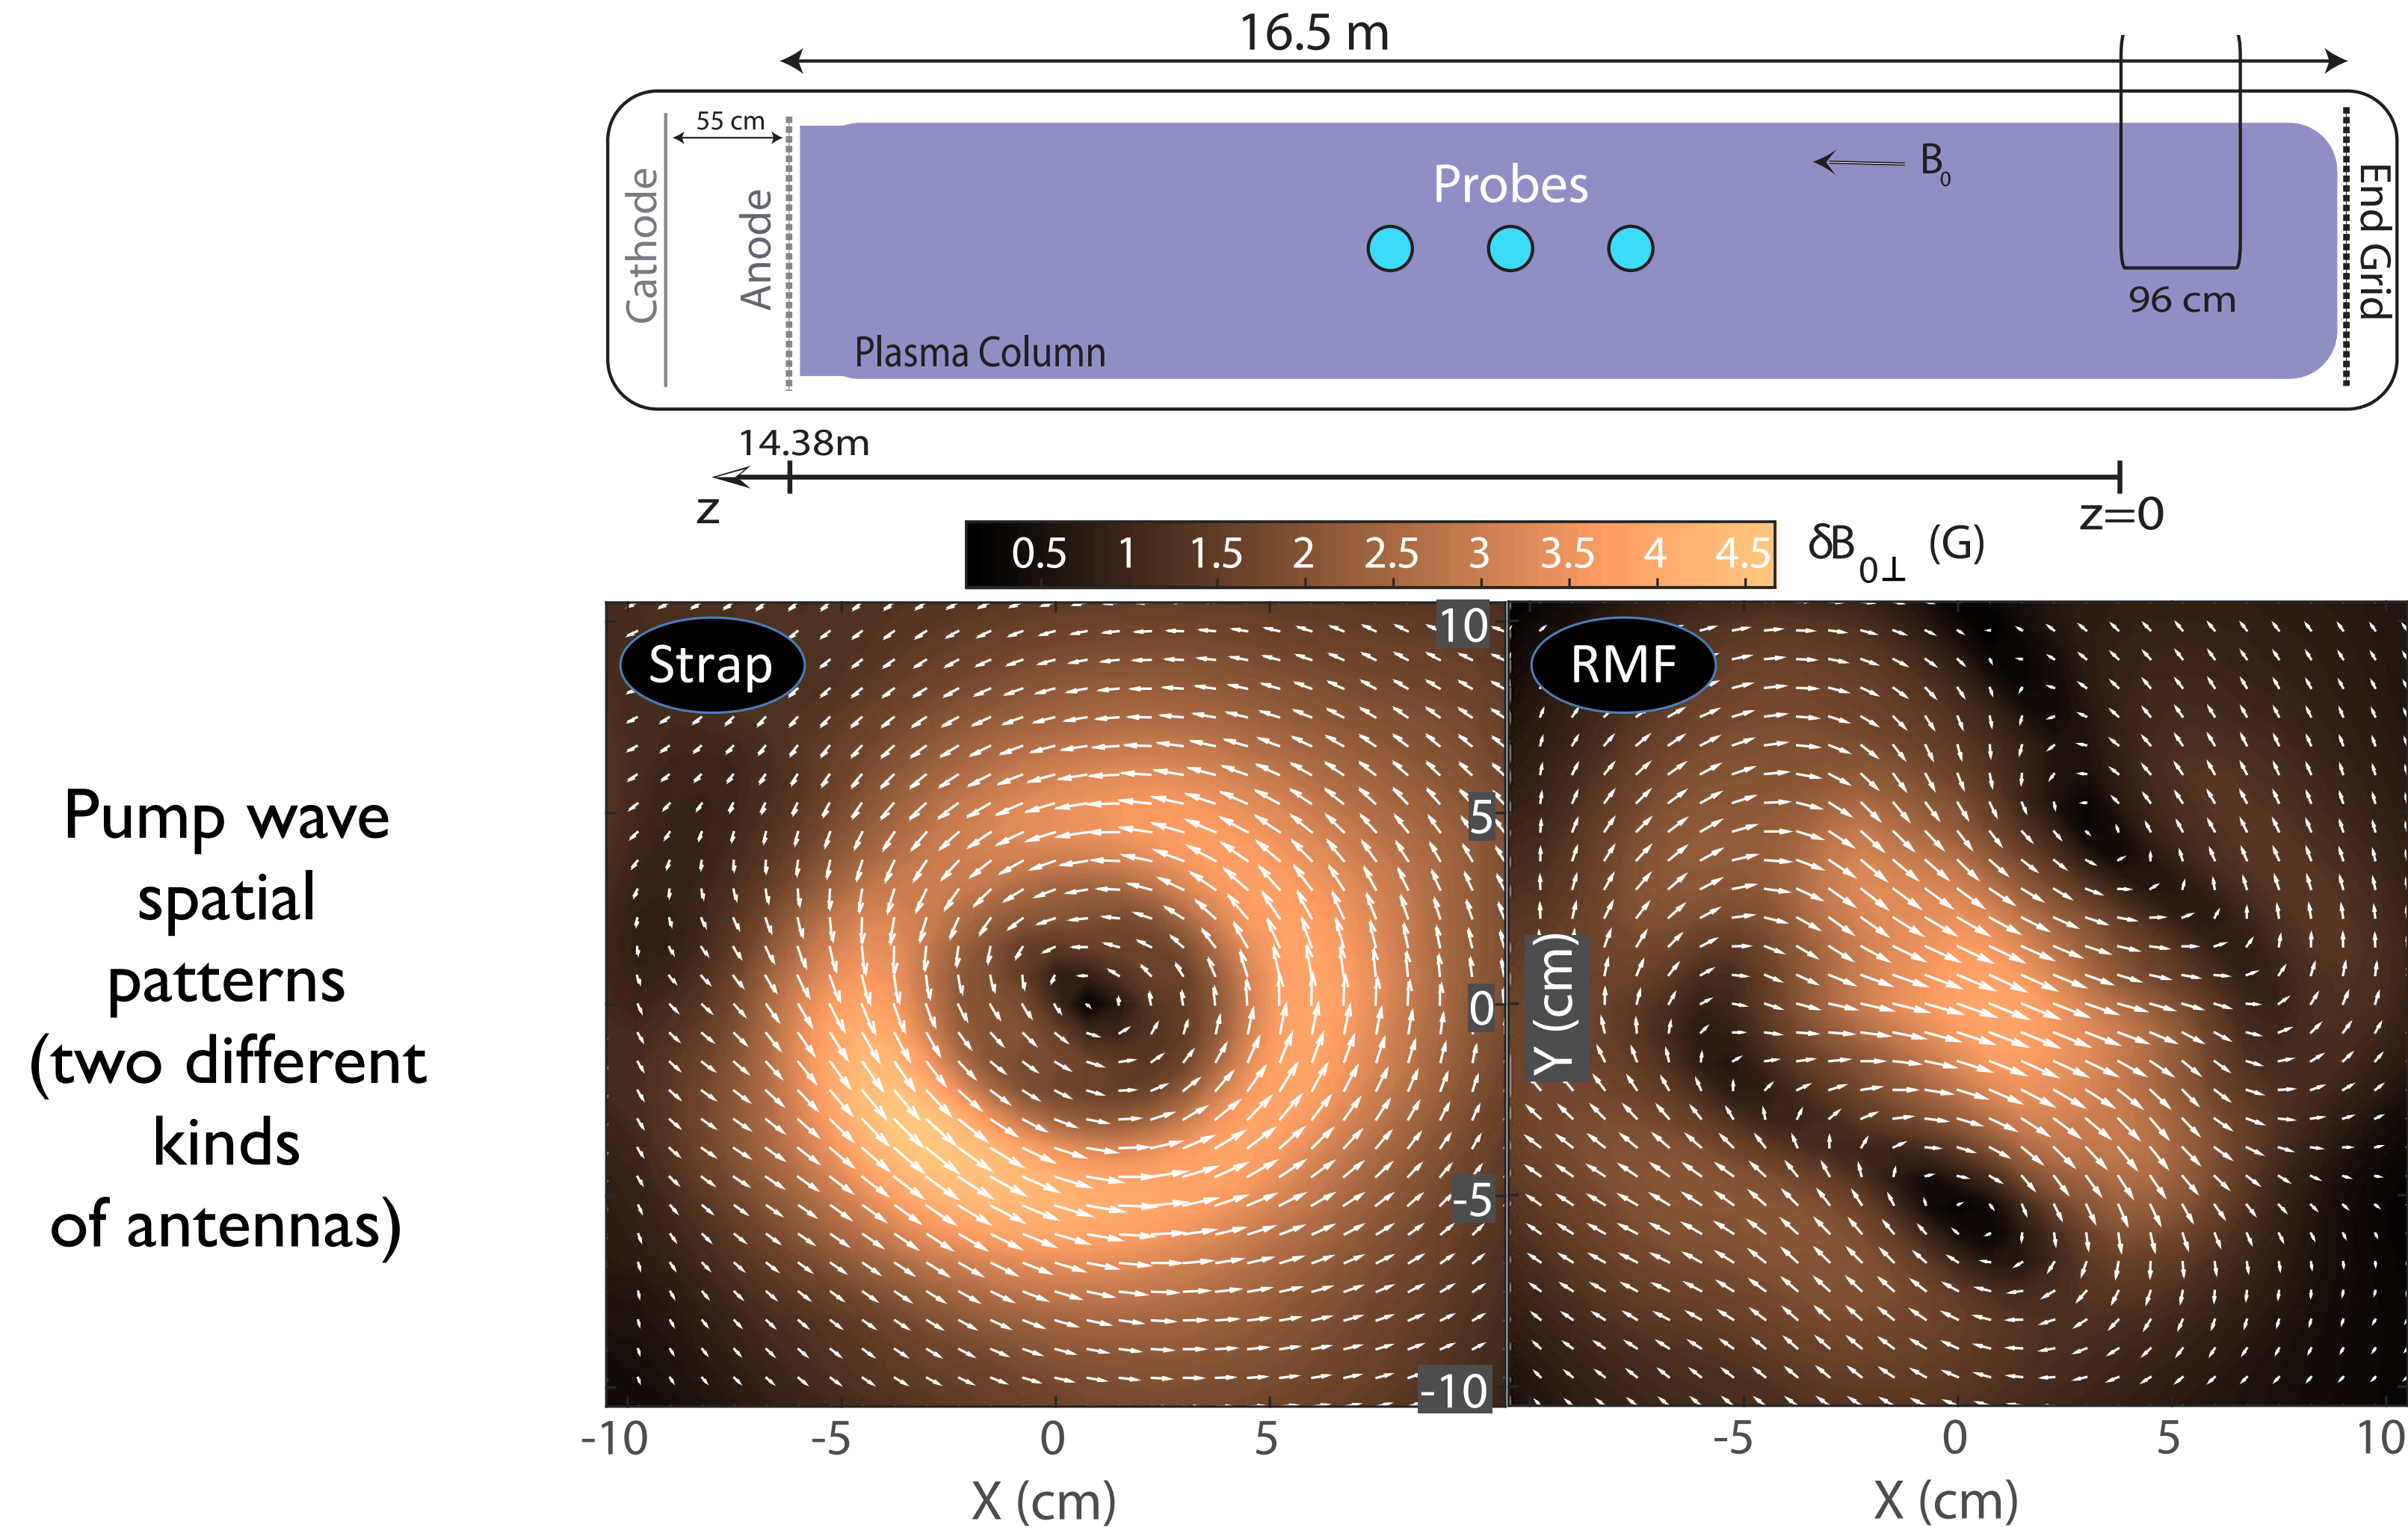 16.5 m
55 cm
Cathode
Anode
Probes
B0
End Grid
96 cm
Plasma Column
14.38m
z
z=0
0.5 1 1.5 2 2.5 3 3.5 4 4.5
δB0⊥ (G)
Strap
RMF
10
5
0
-5
-10
Y (cm)
Pump wave
spatial
patterns
(two different
kinds
of antennas)
-10 -5 0 5
-5 0 5 10
X (cm)
X (cm)